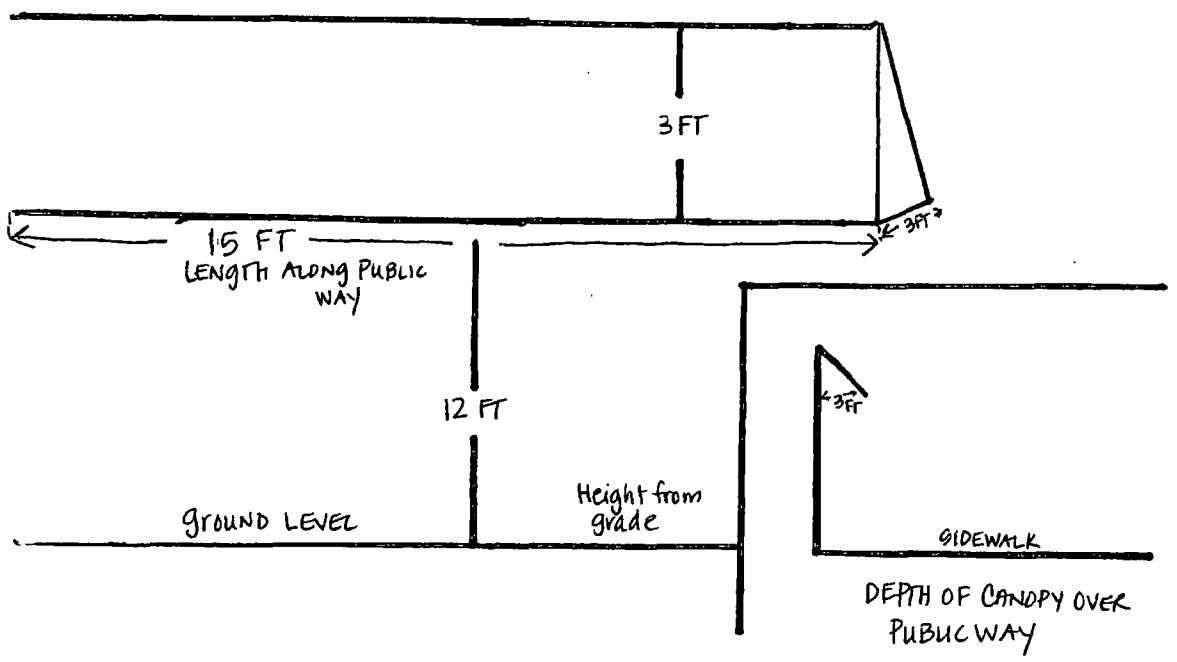 3 FT
3FT
15 FT
LENGTH ALONG PUBLIC
WAY
12 FT
3FT
Height from
grade
GROUND LEVEL
SIDEWALK
DEPTH OF CANOPY OVER
PUBLIC WAY